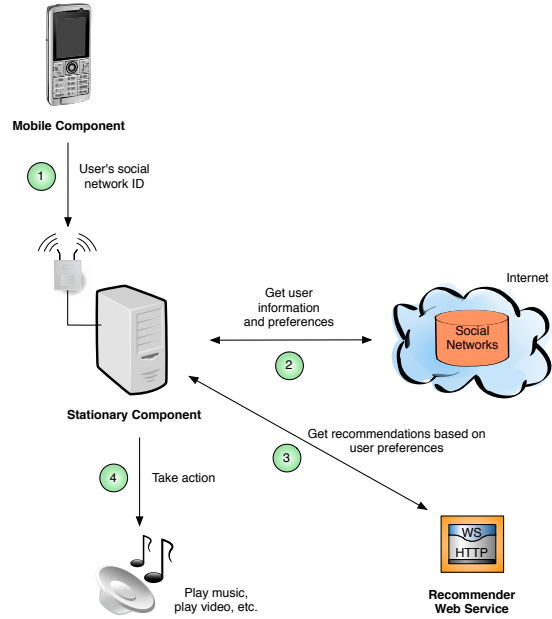 Mobile Component
1
User's social
network ID
Internet
Get user
information
and preferences
Social
Networks
2
Stationary Component
Get recommendations based on
user preferences
3
4
Take action
WS
HTTP
Play music,
play video, etc.
Recommender
Web Service